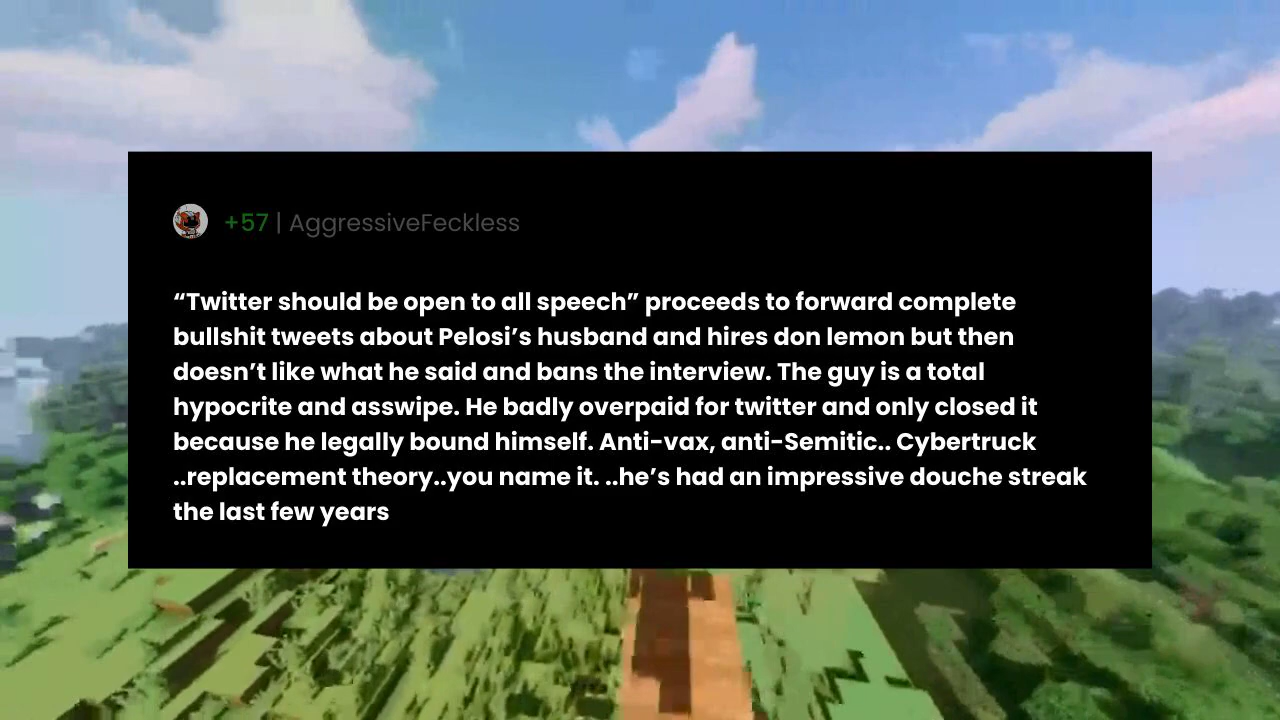 +57 | AggressiveFeckless
“Twitter should be open to all speech” proceeds to forward complete
bullshit tweets about Pelosi’s husband and hires don lemon but then
doesn’t like what he said and bans the interview. The guy is a total
hypocrite and asswipe. He badly overpaid for twitter and only closed it
because he legally bound himself. Anti-vax, anti-Semitic.. Cybertruck
..replacement theory..you name it. ..he’s had an impressive douche streak
the last few years